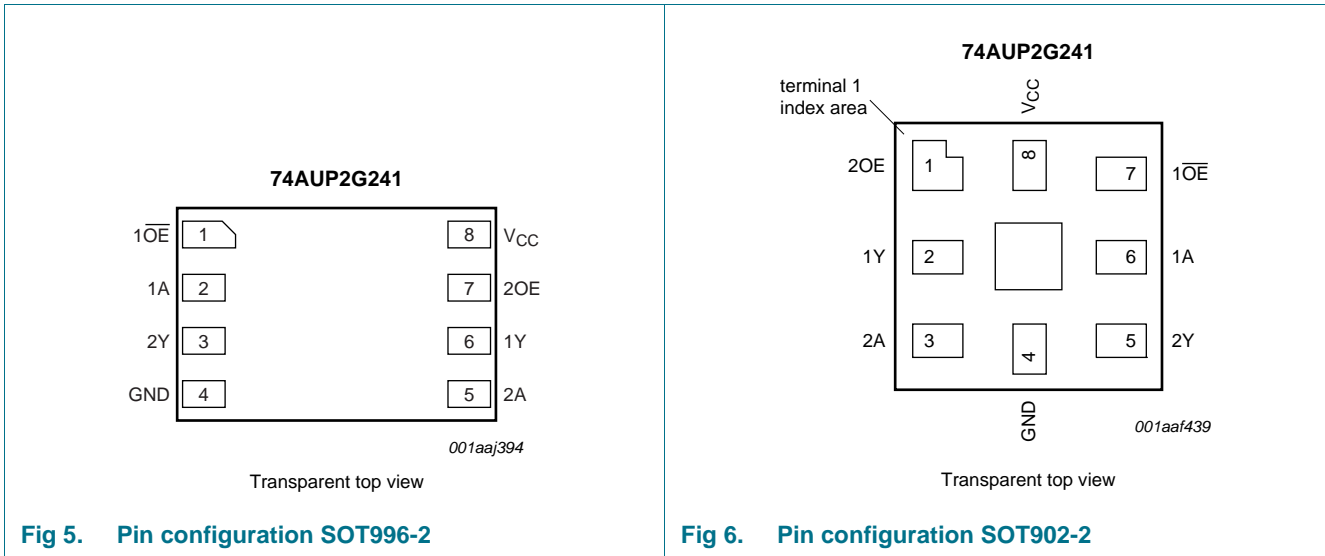 74AUP2G241
1OE 1 8 VCC
1A 2 7 2OE
2Y 3 6 1Y
GND 4 5 2A
001aaj394
Transparent top view
Fig 5. Pin configuration SOT996-2
74AUP2G241
terminal 1
index area
VCC
2OE 1 8 7 1OE
1Y 2 6 1A
2A 3 4 5 2Y
GND
001aaf439
Transparent top view
Fig 6. Pin configuration SOT902-2